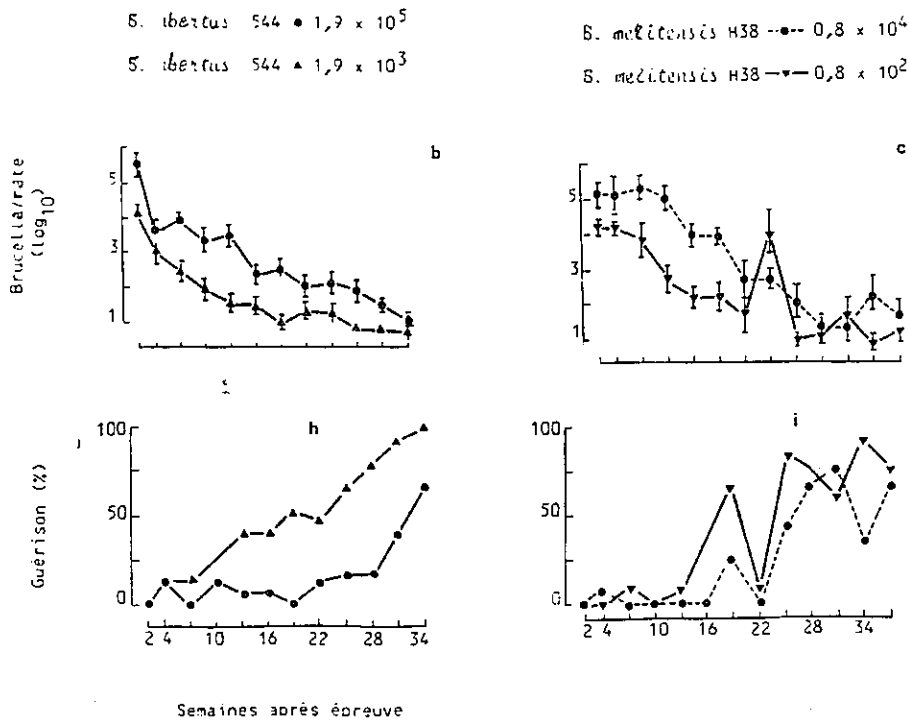 B. abortus 544 ● 1,9 x 10⁵
B. abortus 544 ▲ 1,9 x 10³
B. melitensis H38 --●-- 0,8 x 10⁴
B. melitensis H38 —▼— 0,8 x 10²
Brucella/rate
(log₁₀)
b
5
3
1
c
5
3
1
h
Guérison (%)
100
50
0
2 4 10 16 22 28 34
i
100
50
0
2 4 10 16 22 28 34
Semaines après épreuve